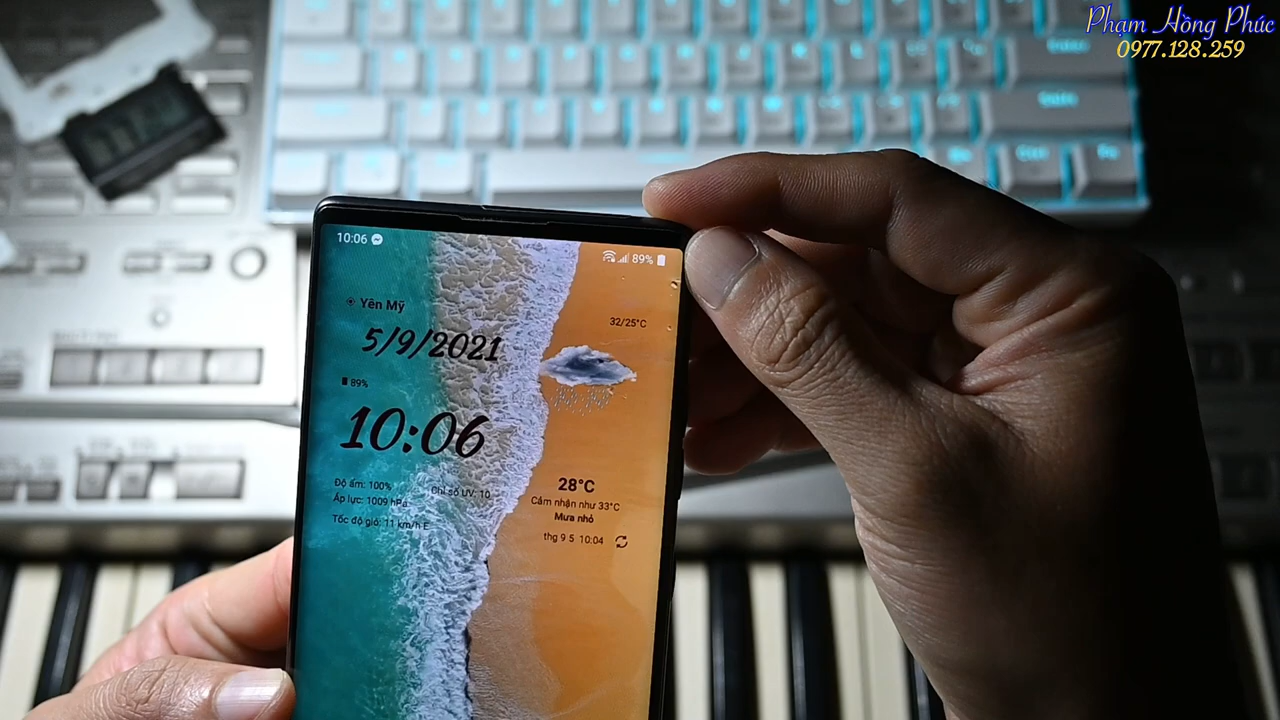 Phạm Hồng Phúc
0977.128.259
10:06
89%
Yên Mỹ
32/25°C
5/9/2021
89%
10:06
Độ ẩm: 100%
Chỉ số UV: 10
Áp lực: 1009 hPa
Tốc độ gió: 11 km/h E
28°C
Cảm nhận như 33°C
Mưa nhỏ
thg 9 5 10:04